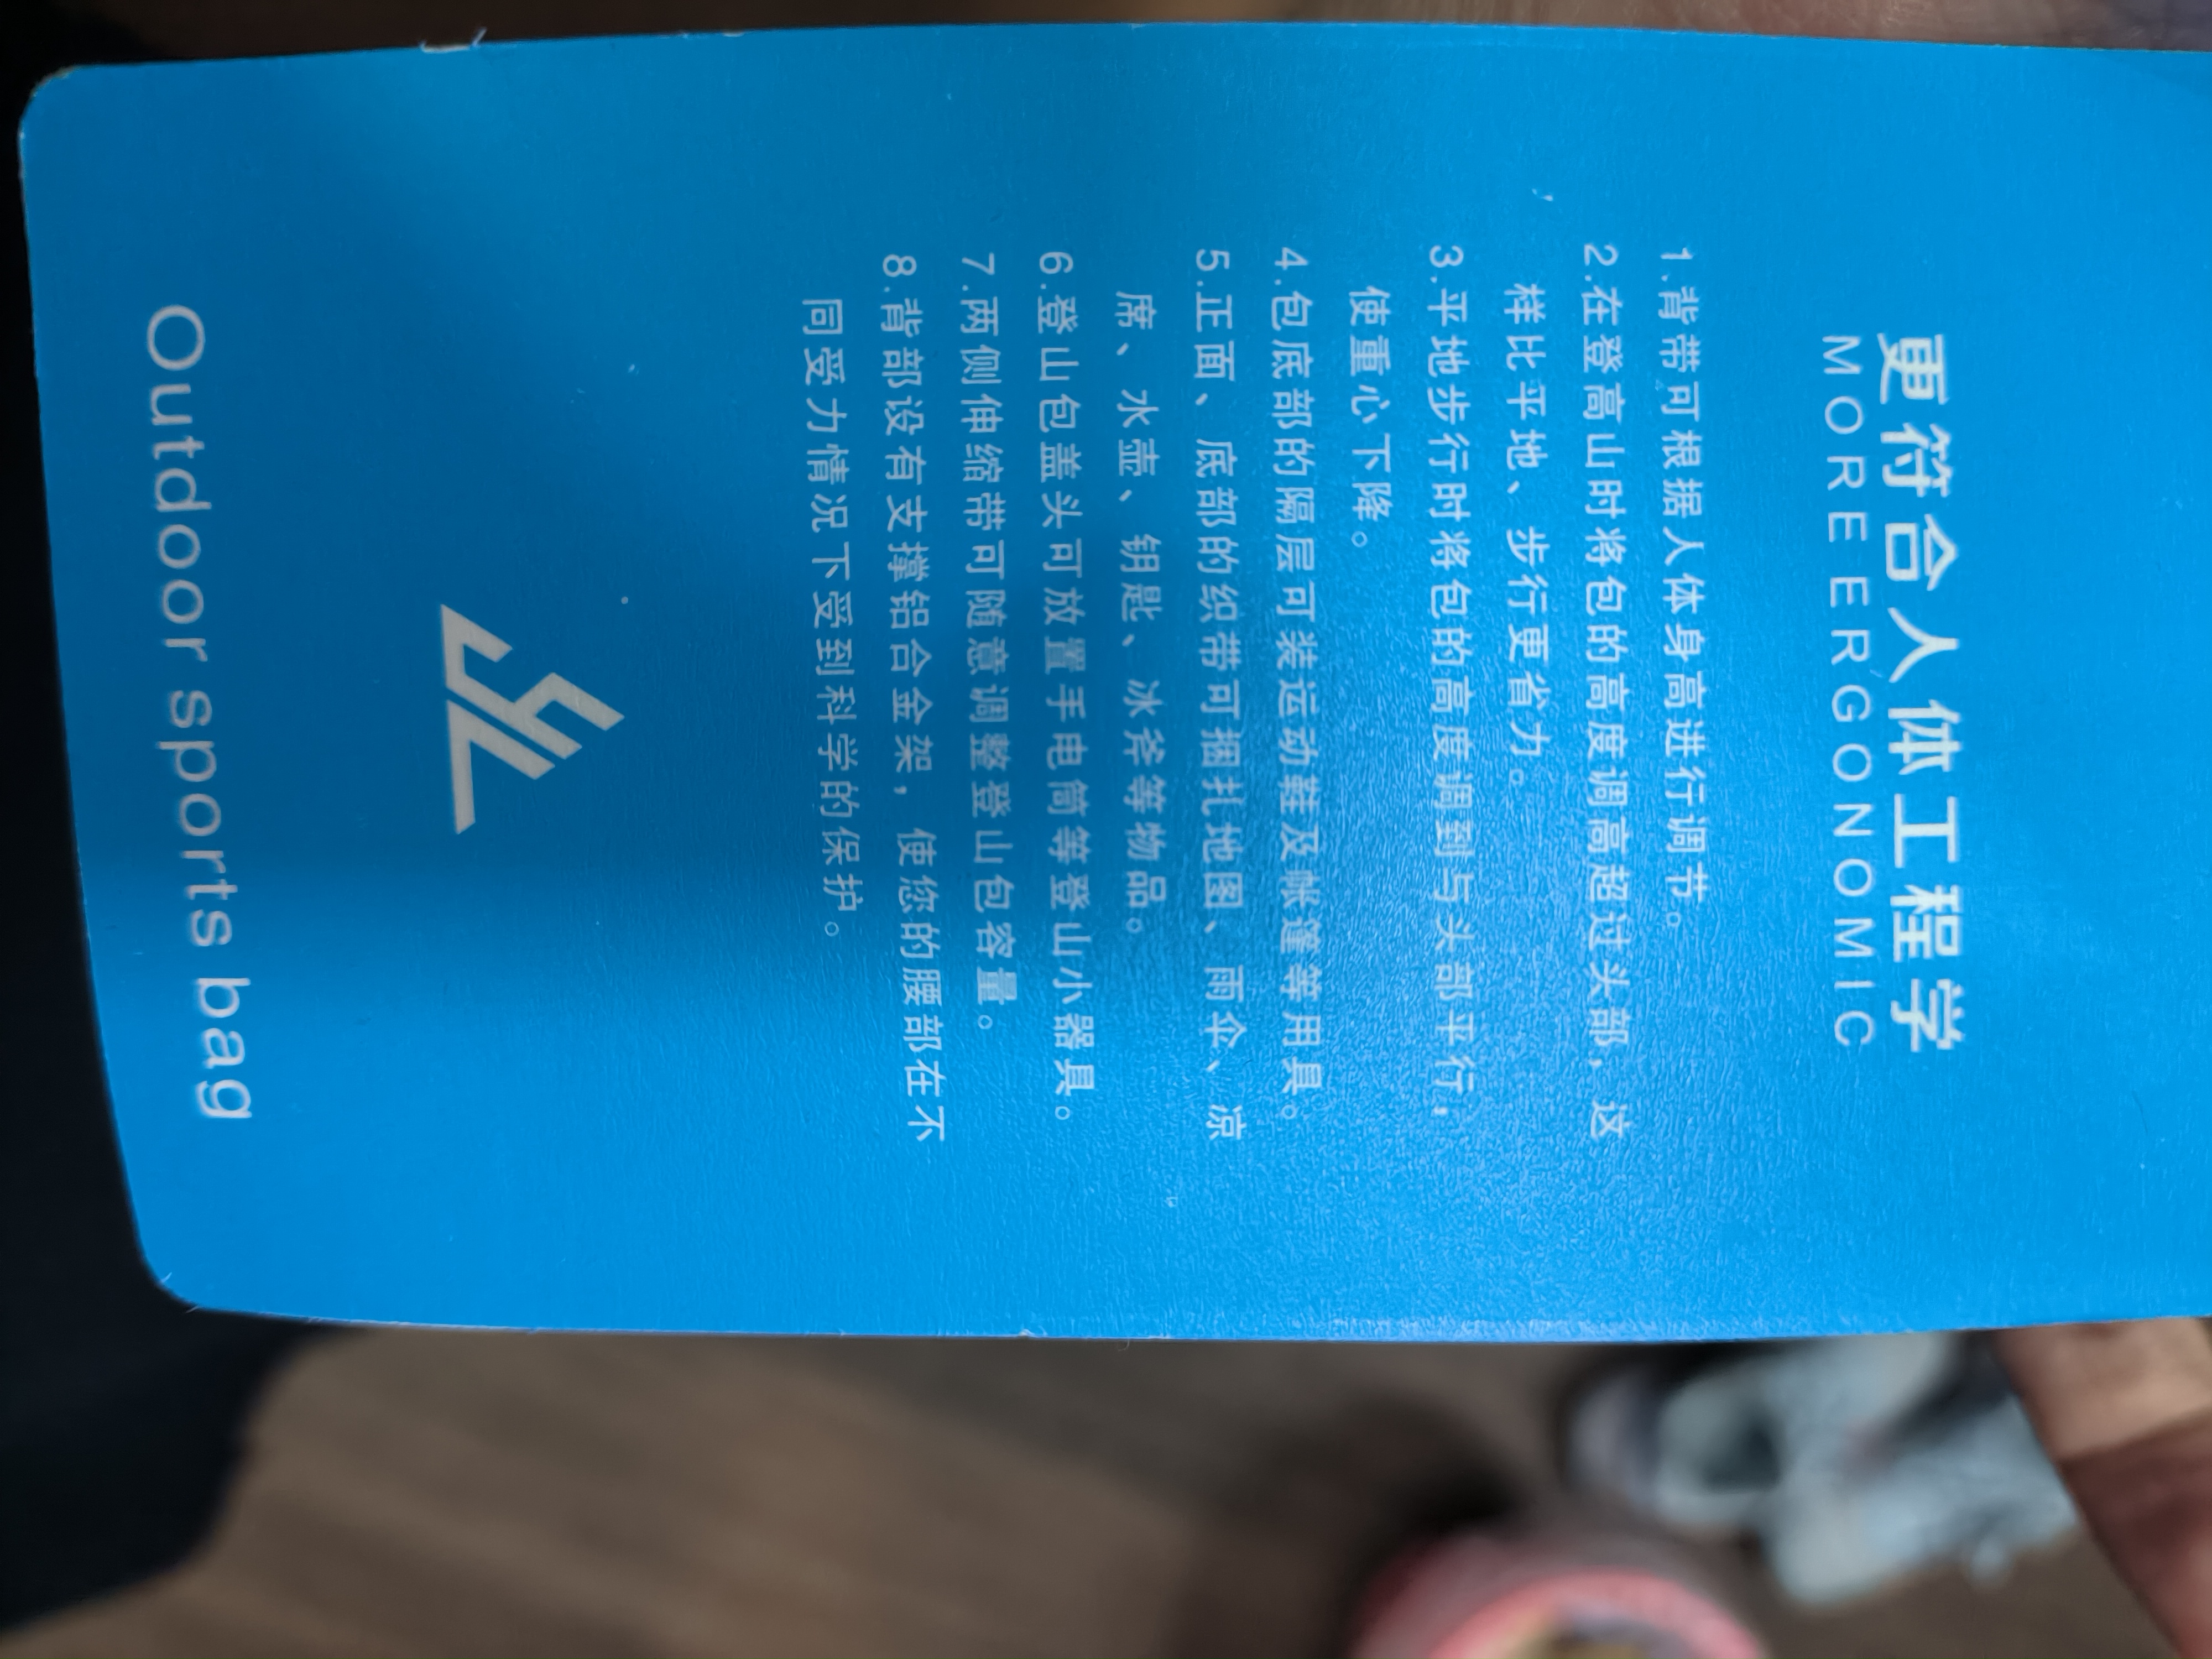 更符合人体工程学
MORE ERGONOMIC
1.背带可根据人体身高进行调节。
2.在登高山时将包的高度调高超过头部，这
样比平地、步行更省力。
3.平地步行时将包的高度调到与头部平行，
使重心下降。
4.包底部的隔层可装运动鞋及帐篷等用具。
5.正面、底部的织带可捆扎地图、雨伞、凉
席、水壶、钥匙、冰斧等物品。
6.登山包盖头可放置手电筒等登山小器具。
7.两侧伸缩带可随意调整登山包容量。
8.背部设有支撑铝合金架，使您的腰部在不
同受力情况下受到科学的保护。
Outdoor sports bag